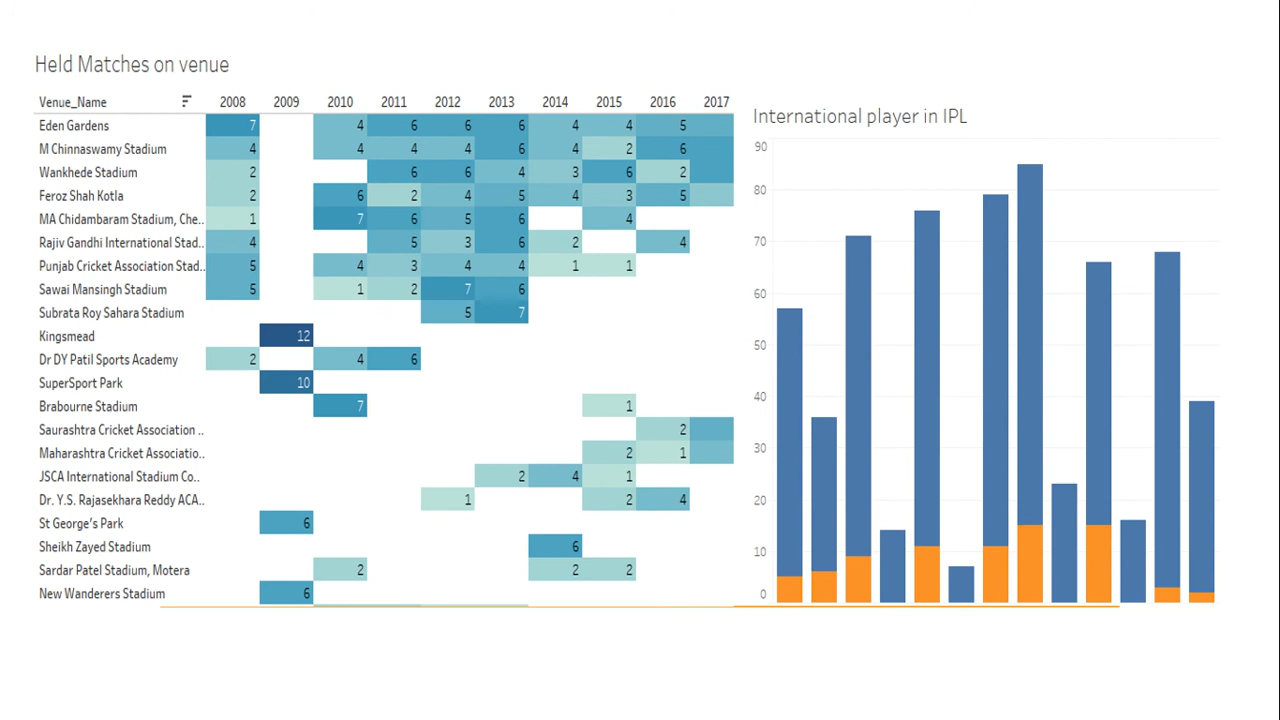 Held Matches on venue
Venue_Name 2008 2009 2010 2011 2012 2013 2014 2015 2016 2017
Eden Gardens 7 4 6 6 6 4 4 5
M Chinnaswamy Stadium 4 4 4 4 6 4 2 6
Wankhede Stadium 2 6 6 4 3 6 2
Feroz Shah Kotla 2 6 2 4 5 4 3 5
MA Chidambaram Stadium, Che.. 1 7 6 5 6 4
Rajiv Gandhi International Stad.. 4 5 3 6 2 4
Punjab Cricket Association Stad.. 5 4 3 4 4 1 1
Sawai Mansingh Stadium 5 1 2 7 6
Subrata Roy Sahara Stadium 5 7
Kingsmead 12
Dr DY Patil Sports Academy 2 4 6
SuperSport Park 10
Brabourne Stadium 7 1
Saurashtra Cricket Association .. 2
Maharashtra Cricket Associatio.. 2 1
JSCA International Stadium Co.. 2 4 1
Dr. Y.S. Rajasekhara Reddy ACA.. 1 2 4
St George's Park 6
Sheikh Zayed Stadium 6
Sardar Patel Stadium, Motera 2 2 2
New Wanderers Stadium 6
International player in IPL
90
80
70
60
50
40
30
20
10
0